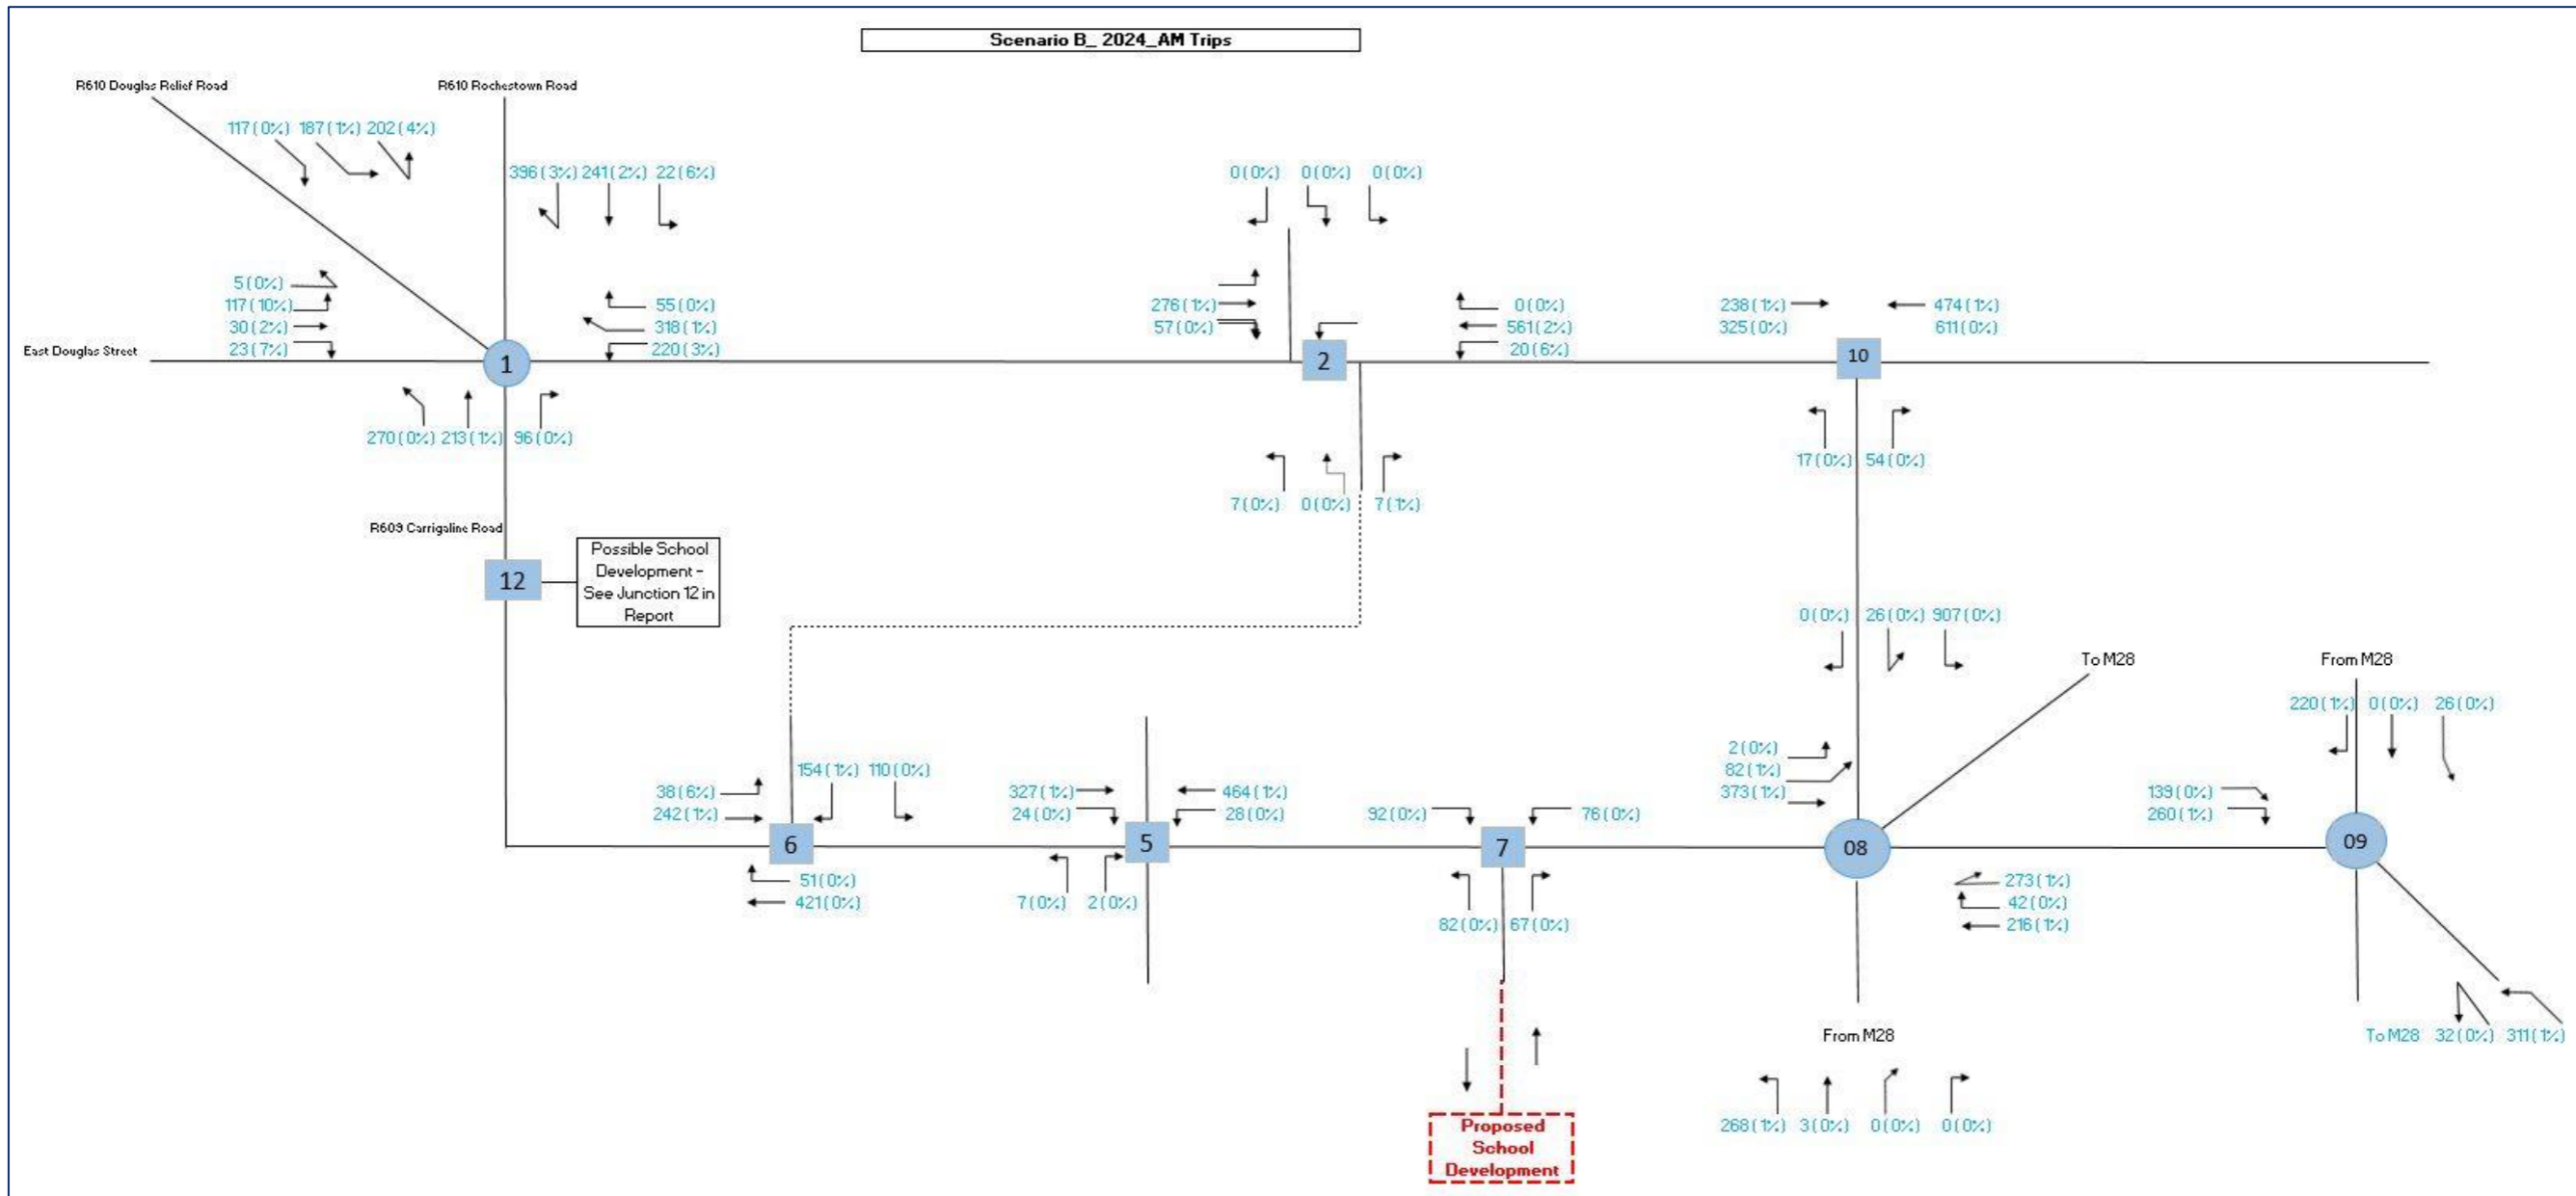 Scenario B_ 2024_AM Trips
R610 Douglas Relief Road
R610 Rochestown Road
117(0%) 187(1%) 202(4%)
396(3%) 241(2%) 22(6%)
0(0%) 0(0%) 0(0%)
5(0%)
117(10%)
30(2%)
23(7%)
55(0%)
318(1%)
220(3%)
276(1%)
57(0%)
0(0%)
561(2%)
20(6%)
238(1%)
325(0%)
474(1%)
611(0%)
East Douglas Street
1
2
10
270(0%) 213(1%) 96(0%)
17(0%) 54(0%)
7(0%) 0(0%) 7(1%)
R609 Carrigaline Road
12
Possible School
Development -
See Junction 12 in
Report
0(0%) 26(0%) 907(0%)
To M28
From M28
220(1%) 0(0%) 26(0%)
38(6%)
242(1%)
154(1%) 110(0%)
327(1%)
24(0%)
464(1%)
28(0%)
92(0%)
76(0%)
2(0%)
82(1%)
373(1%)
139(0%)
260(1%)
6
5
7
08
09
51(0%)
421(0%)
7(0%) 2(0%)
82(0%) 67(0%)
273(1%)
42(0%)
216(1%)
From M28
To M28 32(0%) 311(1%)
268(1%) 3(0%) 0(0%) 0(0%)
Proposed
School
Development